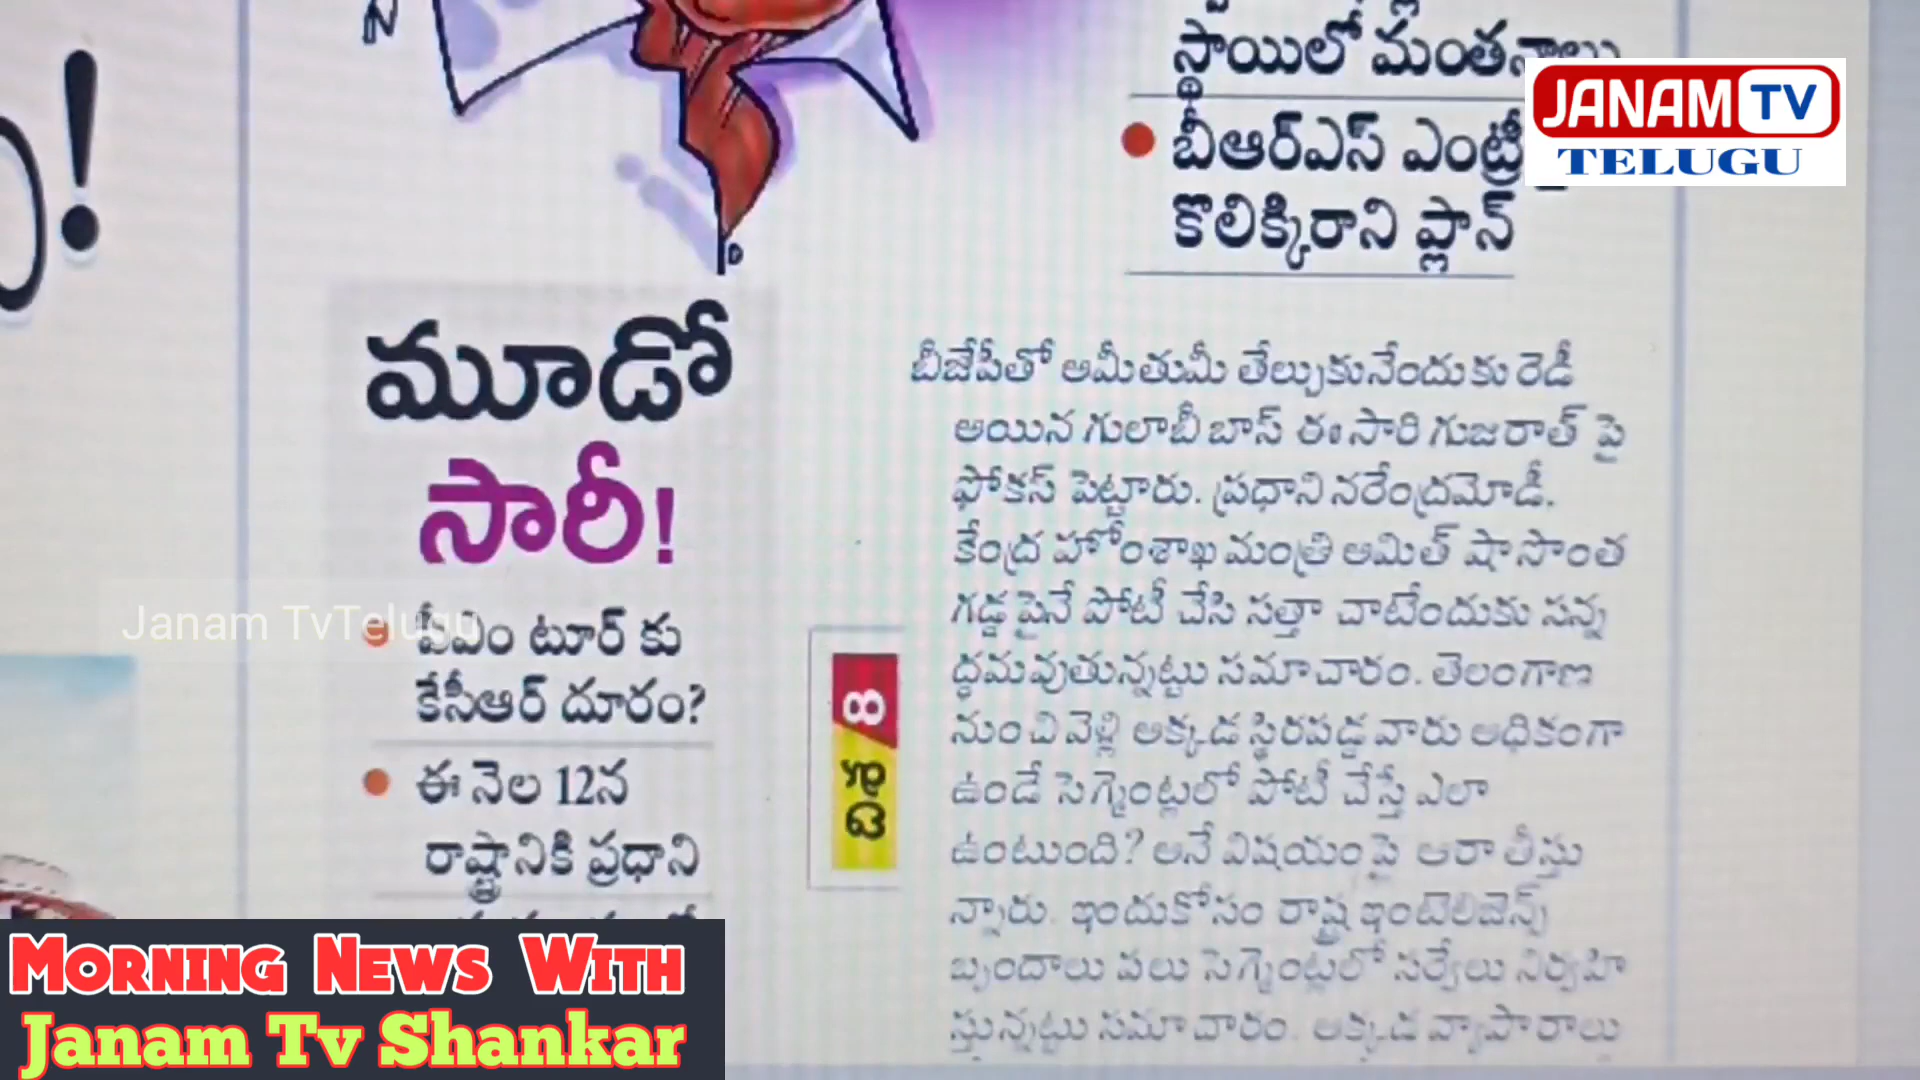 స్థాయిలో మంతనాలు
బీఆర్ఎస్ ఎంట్రీ
కొలిక్కిరాని ప్లాన్
JANAM TV
TELUGU
!
మూడో
సారీ!
పీఎం టూర్ కు
కేసీఆర్ దూరం?
ఈ నెల 12న
రాష్ట్రానికి ప్రధాని
Janam TvTelugu
దిశ 8
బీజేపీతో అమీతుమీ తేల్చుకునేందుకు రెడీ
అయిన గులాబీ బాస్ ఈ సారి గుజరాత్ పై
ఫోకస్ పెట్టారు. ప్రధాని నరేంద్రమోడీ,
కేంద్ర హోంశాఖ మంత్రి అమిత్ షా సొంత
గడ్డ పైనే పోటీ చేసి సత్తా చాటేందుకు సన్న
ద్ధమవుతున్నట్టు సమాచారం. తెలంగాణ
నుంచి వెళ్లి అక్కడ స్థిరపడ్డ వారు అధికంగా
ఉండే సెగ్మెంట్లలో పోటీ చేస్తే ఎలా
ఉంటుంది? అనే విషయం పై ఆరా తీస్తు
న్నారు. ఇందుకోసం రాష్ట్ర ఇంటెలిజెన్స్
బృందాలు పలు సెగ్మెంట్లలో సర్వేలు నిర్వహి
స్తున్నట్టు సమాచారం. అక్కడ వ్యాపారాలు
MORNING NEWS WITH
Janam Tv Shankar